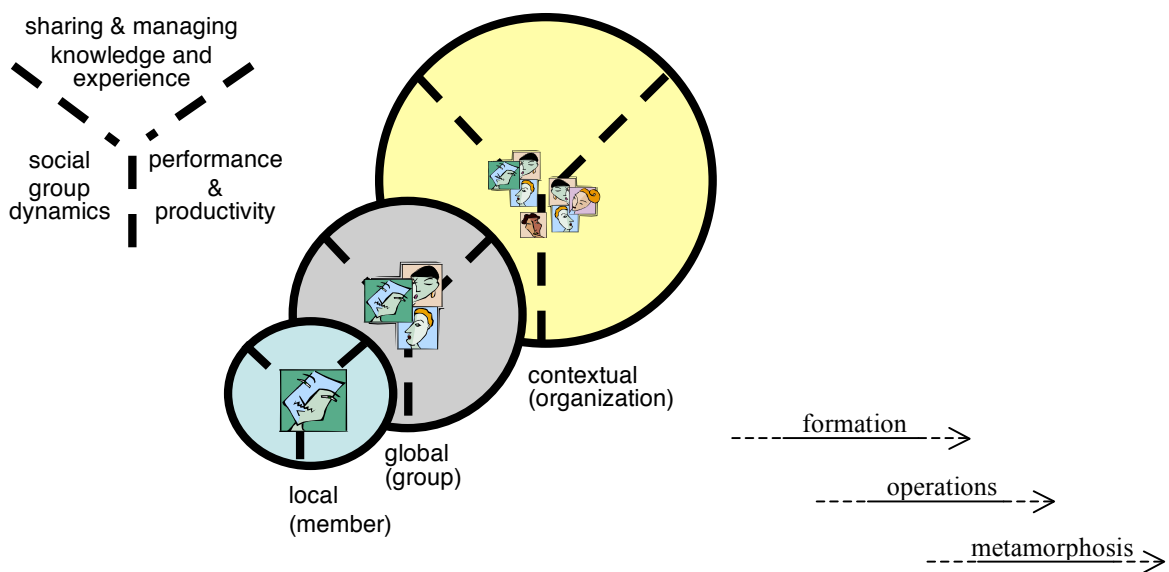 sharing & managing
knowledge and
experience
social
group
dynamics
performance
&
productivity
contextual
(organization)
global
(group)
local
(member)
formation
operations
metamorphosis